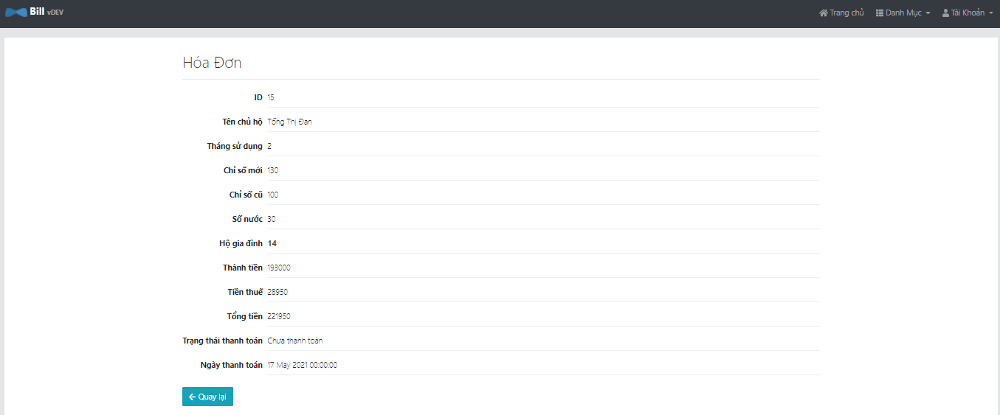 Bill vDEV Trang chủ Danh Mục Tài Khoản
Hóa Đơn
ID 15
Tên chủ hộ Tống Thị Đan
Tháng sử dụng 2
Chỉ số mới 130
Chỉ số cũ 100
Số nước 30
Hộ gia đình 14
Thành tiền 193000
Tiền thuế 28950
Tổng tiền 221950
Trạng thái thanh toán Chưa thanh toán
Ngày thanh toán 17 May 2021 00:00:00
Quay lại